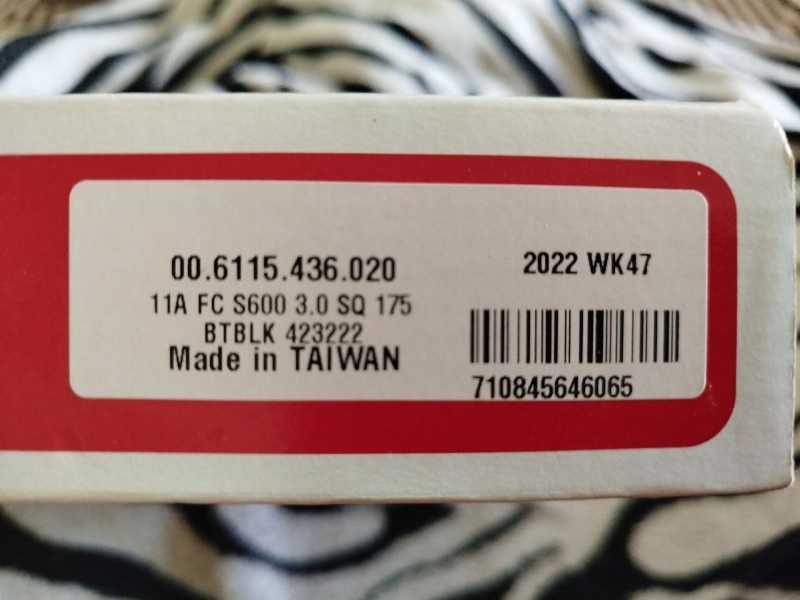 00.6115.436.020
2022 WK47
11A FC S600 3.0 SQ 175
BTBLK 423222
Made in TAIWAN
710845646065